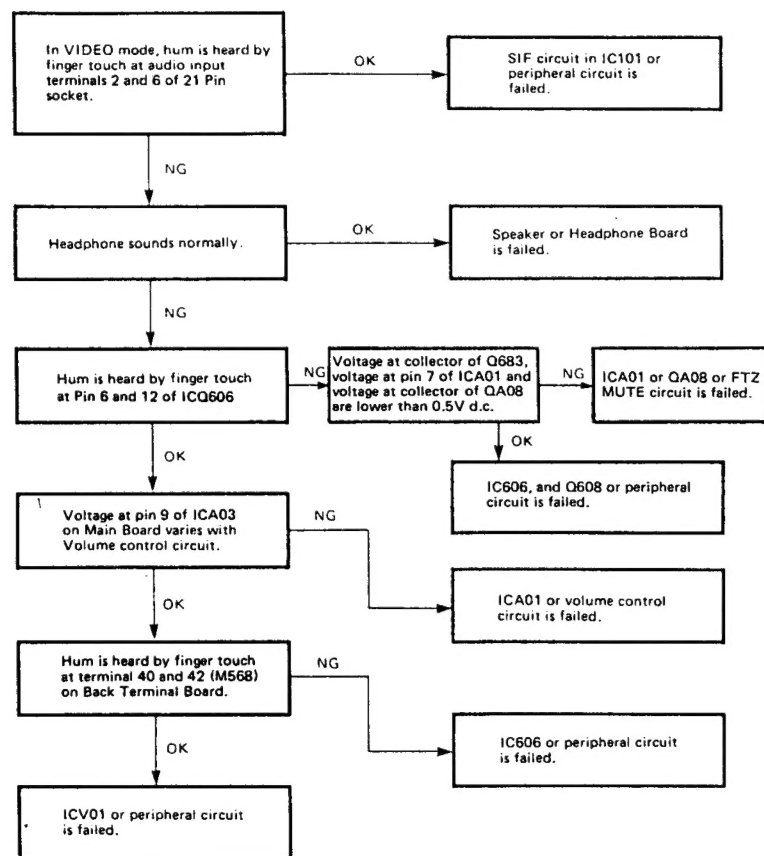 In VIDEO mode, hum is heard by
finger touch at audio input
terminals 2 and 6 of 21 Pin
socket.
OK
SIF circuit in IC101 or
peripheral circuit is
failed.
NG
Headphone sounds normally.
OK
Speaker or Headphone Board
is failed.
NG
Hum is heard by finger touch
at Pin 6 and 12 of ICQ606
NG
Voltage at collector of Q683,
voltage at pin 7 of ICA01 and
voltage at collector of QA08
are lower than 0.5V d.c.
NG
ICA01 or QA08 or FTZ
MUTE circuit is failed.
OK
OK
IC606, and Q608 or peripheral
circuit is failed.
Voltage at pin 9 of ICA03
on Main Board varies with
Volume control circuit.
NG
OK
ICA01 or volume control
circuit is failed.
Hum is heard by finger touch
at terminal 40 and 42 (M568)
on Back Terminal Board.
NG
OK
IC606 or peripheral circuit
is failed.
ICV01 or peripheral circuit
is failed.